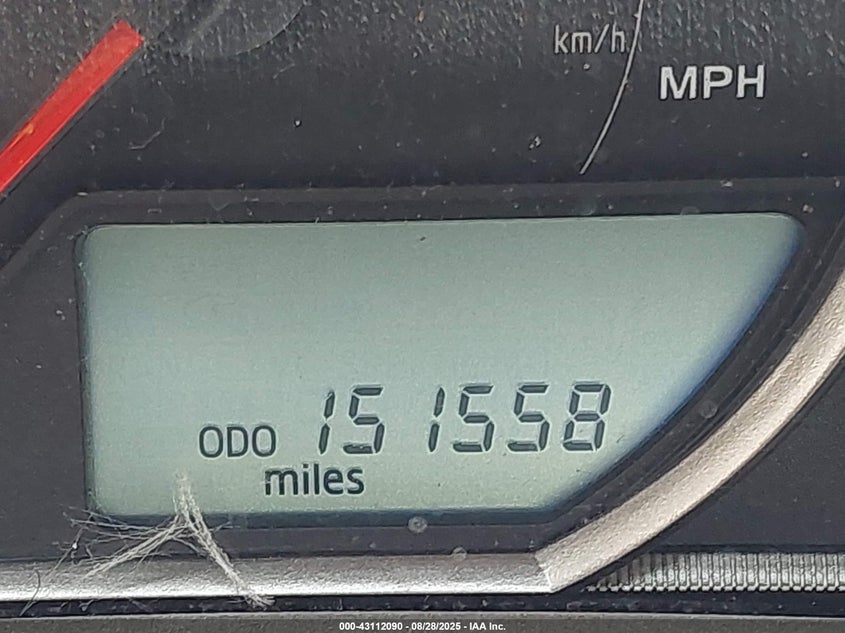 km/h
MPH
ODO 151558
miles
000-43112090 - 08/28/2025 - IAA Inc.